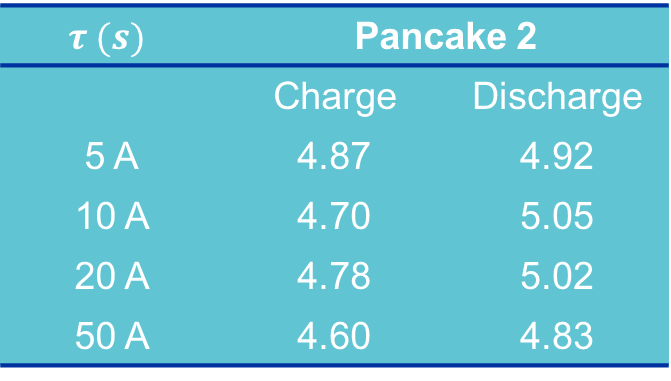 τ (s) Pancake 2
Charge Discharge
5 A 4.87 4.92
10 A 4.70 5.05
20 A 4.78 5.02
50 A 4.60 4.83